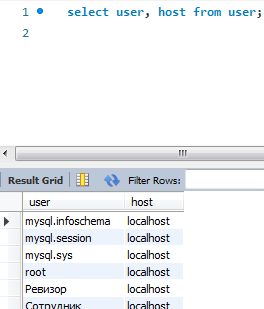 1 select user, host from user;
2
Result Grid Filter Rows:
user host
mysql.infoschema localhost
mysql.session localhost
mysql.sys localhost
root localhost
Ревизор localhost
Сотрудник localhost